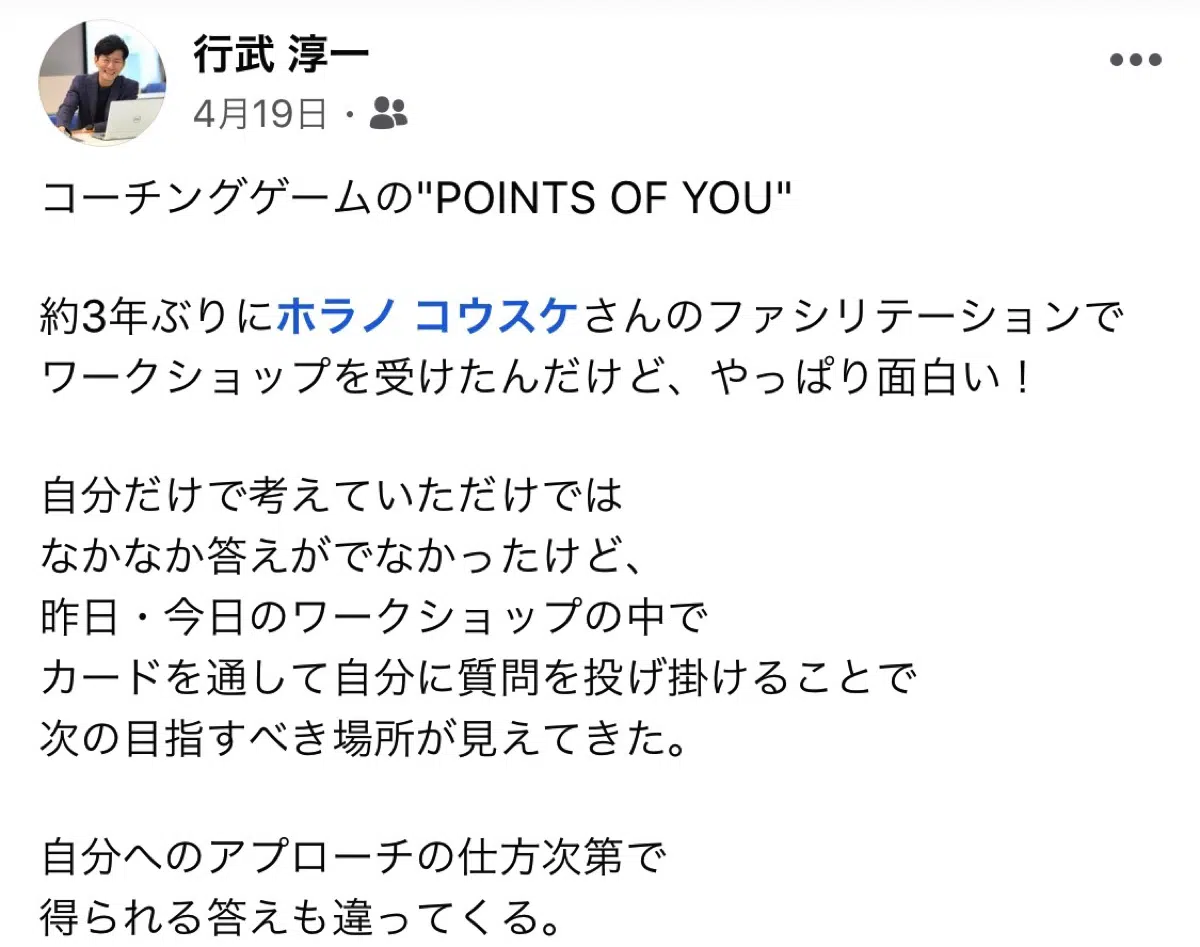 行武 淳一
4月19日 ·
コーチングゲームの"POINTS OF YOU"
約3年ぶりにホラノ コウスケさんのファシリテーションで
ワークショップを受けたんだけど、やっぱり面白い！
自分だけで考えていただけでは
なかなか答えがでなかったけど、
昨日・今日のワークショップの中で
カードを通して自分に質問を投げ掛けることで
次の目指すべき場所が見えてきた。
自分へのアプローチの仕方次第で
得られる答えも違ってくる。